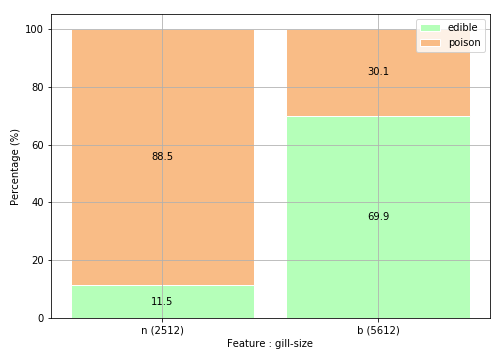 edible
poison
100
80
60
40
20
0
Percentage (%)
88.5
11.5
30.1
69.9
n (2512)
b (5612)
Feature : gill-size